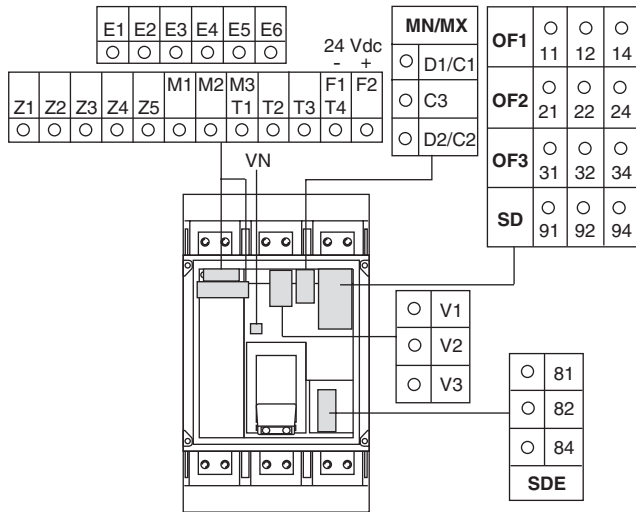 E1 E2 E3 E4 E5 E6
24 Vdc
- +
M1 M2 M3 F1 F2
Z1 Z2 Z3 Z4 Z5 T1 T2 T3 T4
VN
MN/MX
D1/C1
C3
D2/C2
OF1 11 12 14
OF2 21 22 24
OF3 31 32 34
SD 91 92 94
V1
V2
V3
81
82
84
SDE